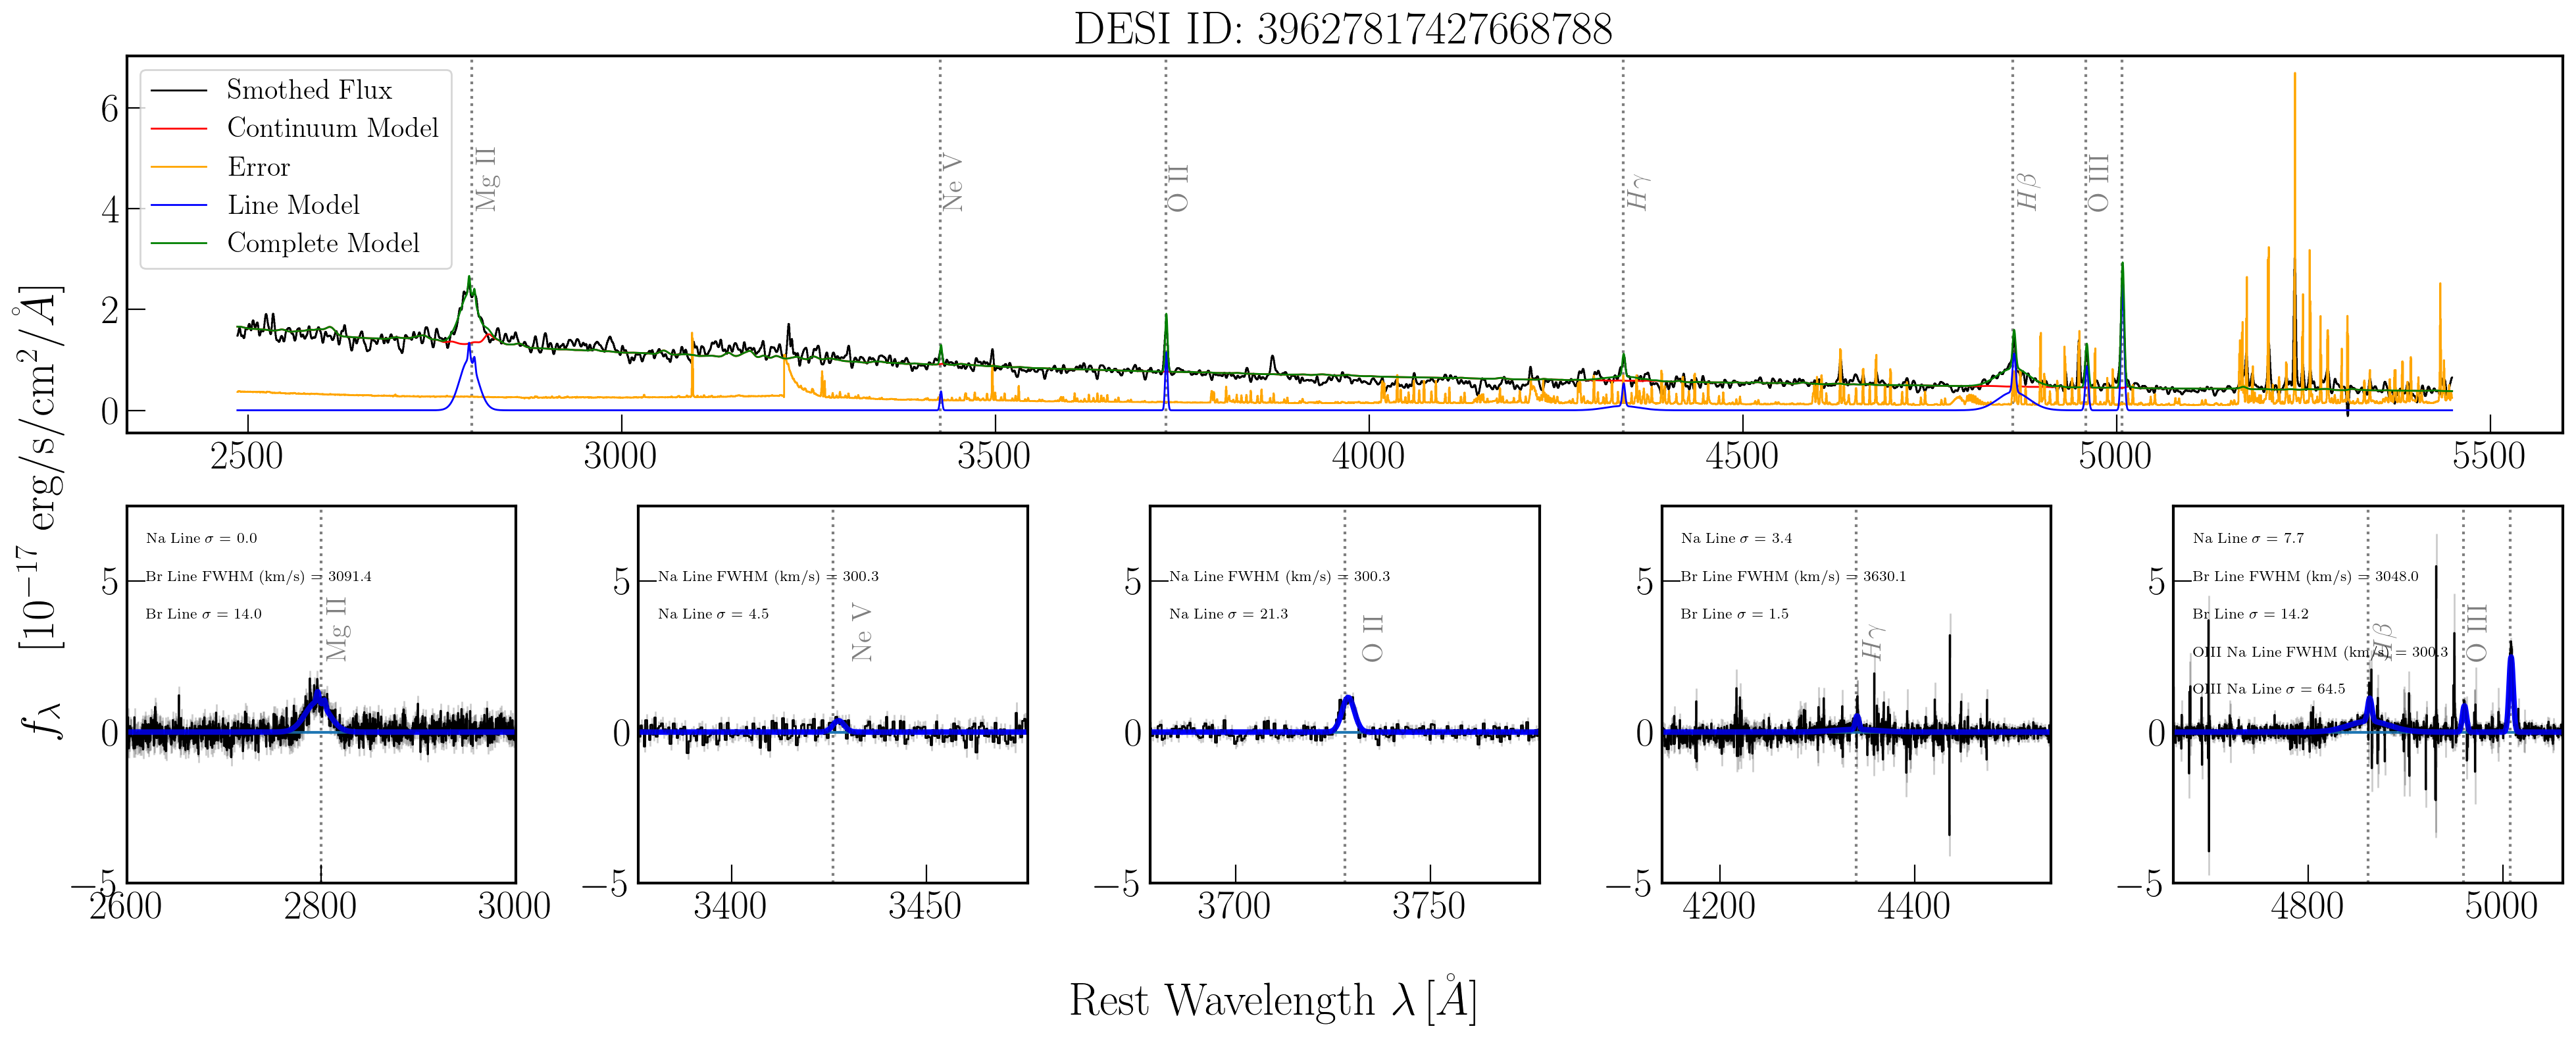 DESI ID: 39627817427668788
Smothed Flux
Continuum Model
Error
Line Model
Complete Model
Mg II
Ne V
O II
Hγ
Hβ
O III
6
4
2
0
2500 3000 3500 4000 4500 5000 5500
fλ [10⁻¹⁷ erg/s/cm²/Å]
Na Line σ = 0.0
Br Line FWHM (km/s) = 3091.4
Br Line σ = 14.0
Mg II
5
0
−5
2600 2800 3000
Na Line FWHM (km/s) = 300.3
Na Line σ = 4.5
Ne V
5
0
−5
3400 3450
Na Line FWHM (km/s) = 300.3
Na Line σ = 21.3
O II
5
0
−5
3700 3750
Na Line σ = 3.4
Br Line FWHM (km/s) = 3630.1
Br Line σ = 1.5
Hγ
5
0
−5
4200 4400
Na Line σ = 7.7
Br Line FWHM (km/s) = 3048.0
Br Line σ = 14.2
OIII Na Line FWHM (km/s) = 300.3
OIII Na Line σ = 64.5
Hβ
O III
5
0
−5
4800 5000
Rest Wavelength λ [Å]